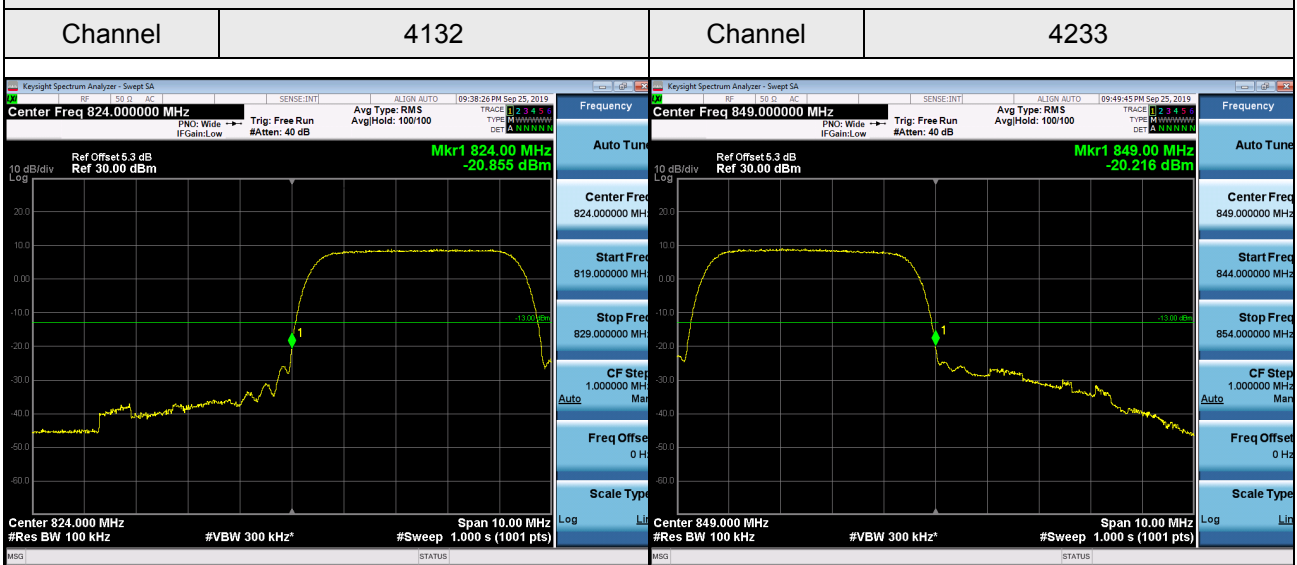 Channel 4132 Channel 4233
Keysight Spectrum Analyzer - Swept SA
RF 50 Ω AC SENSE:INT ALIGN AUTO 09:38:26 PM Sep 25, 2019
Center Freq 824.000000 MHz
PNO: Wide
IFGain:Low
Trig: Free Run
#Atten: 40 dB
Avg Type: RMS
Avg|Hold: 100/100
TRACE 1 2 3 4 5 6
TYPE M W W W W W
DET A N N N N N
Ref Offset 5.3 dB
10 dB/div Ref 30.00 dBm
Log
Mkr1 824.00 MHz
-20.855 dBm
20.0
10.0
0.00
-10.0
-20.0
-30.0
-40.0
-50.0
-60.0
-13.00 dBm
1
Center 824.000 MHz Span 10.00 MHz
#Res BW 100 kHz #VBW 300 kHz* #Sweep 1.000 s (1001 pts)
MSG STATUS
Frequency
Auto Tune
Center Freq
824.000000 MHz
Start Freq
819.000000 MHz
Stop Freq
829.000000 MHz
CF Step
1.000000 MHz
Auto Man
Freq Offset
0 Hz
Scale Type
Log Lin
Keysight Spectrum Analyzer - Swept SA
RF 50 Ω AC SENSE:INT ALIGN AUTO 09:49:45 PM Sep 25, 2019
Center Freq 849.000000 MHz
PNO: Wide
IFGain:Low
Trig: Free Run
#Atten: 40 dB
Avg Type: RMS
Avg|Hold: 100/100
TRACE 1 2 3 4 5 6
TYPE M W W W W W
DET A N N N N N
Ref Offset 5.3 dB
10 dB/div Ref 30.00 dBm
Log
Mkr1 849.00 MHz
-20.216 dBm
20.0
10.0
0.00
-10.0
-20.0
-30.0
-40.0
-50.0
-60.0
-13.00 dBm
1
Center 849.000 MHz Span 10.00 MHz
#Res BW 100 kHz #VBW 300 kHz* #Sweep 1.000 s (1001 pts)
MSG STATUS
Frequency
Auto Tune
Center Freq
849.000000 MHz
Start Freq
844.000000 MHz
Stop Freq
854.000000 MHz
CF Step
1.000000 MHz
Auto Man
Freq Offset
0 Hz
Scale Type
Log Lin